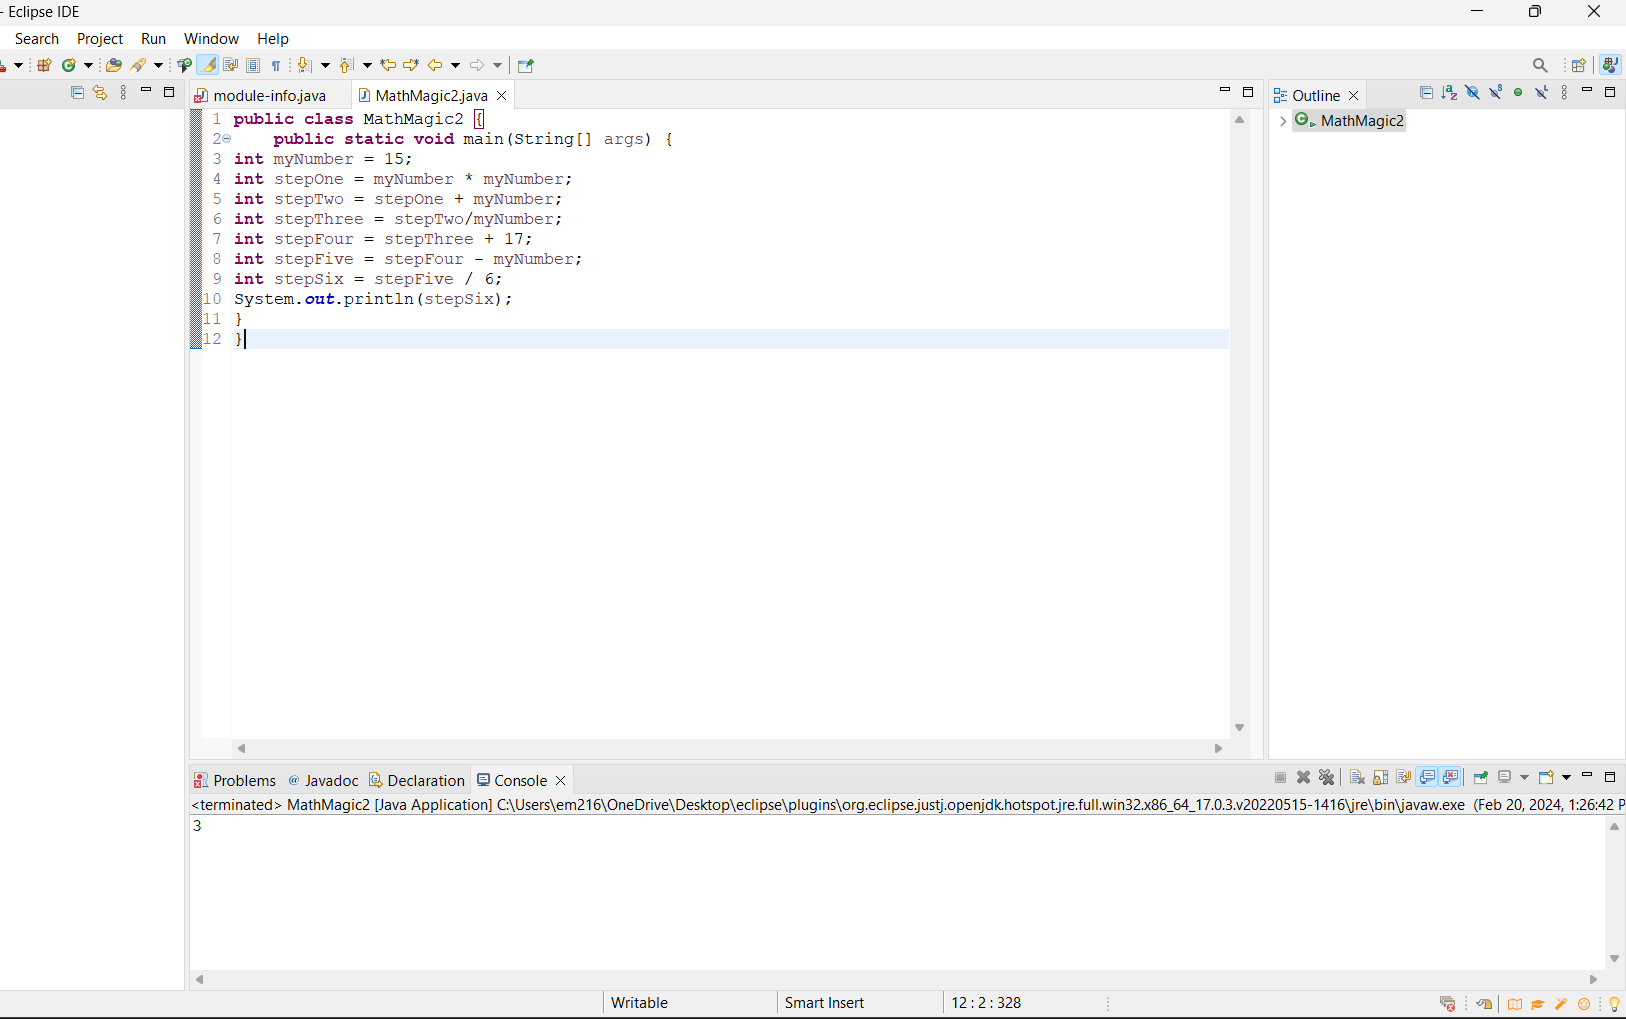 - Eclipse IDE
Search Project Run Window Help
module-info.java MathMagic2.java
Outline
MathMagic2
1 public class MathMagic2 {
2 public static void main(String[] args) {
3 int myNumber = 15;
4 int stepOne = myNumber * myNumber;
5 int stepTwo = stepOne + myNumber;
6 int stepThree = stepTwo/myNumber;
7 int stepFour = stepThree + 17;
8 int stepFive = stepFour - myNumber;
9 int stepSix = stepFive / 6;
10 System.out.println(stepSix);
11 }
12 }
Problems @ Javadoc Declaration Console
<terminated> MathMagic2 [Java Application] C:\Users\em216\OneDrive\Desktop\eclipse\plugins\org.eclipse.justj.openjdk.hotspot.jre.full.win32.x86_64_17.0.3.v20220515-1416\jre\bin\javaw.exe (Feb 20, 2024, 1:26:42 P
3
Writable Smart Insert 12 : 2 : 328